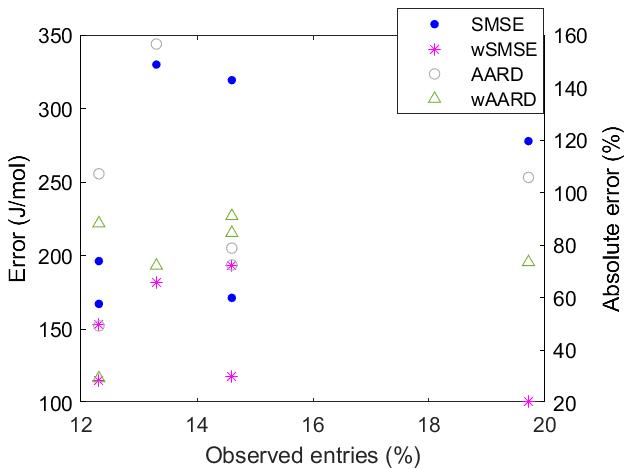 SMSE
wSMSE
AARD
wAARD
350
300
250
200
150
100
Error (J/mol)
160
140
120
100
80
60
40
20
Absolute error (%)
12
14
16
18
20
Observed entries (%)